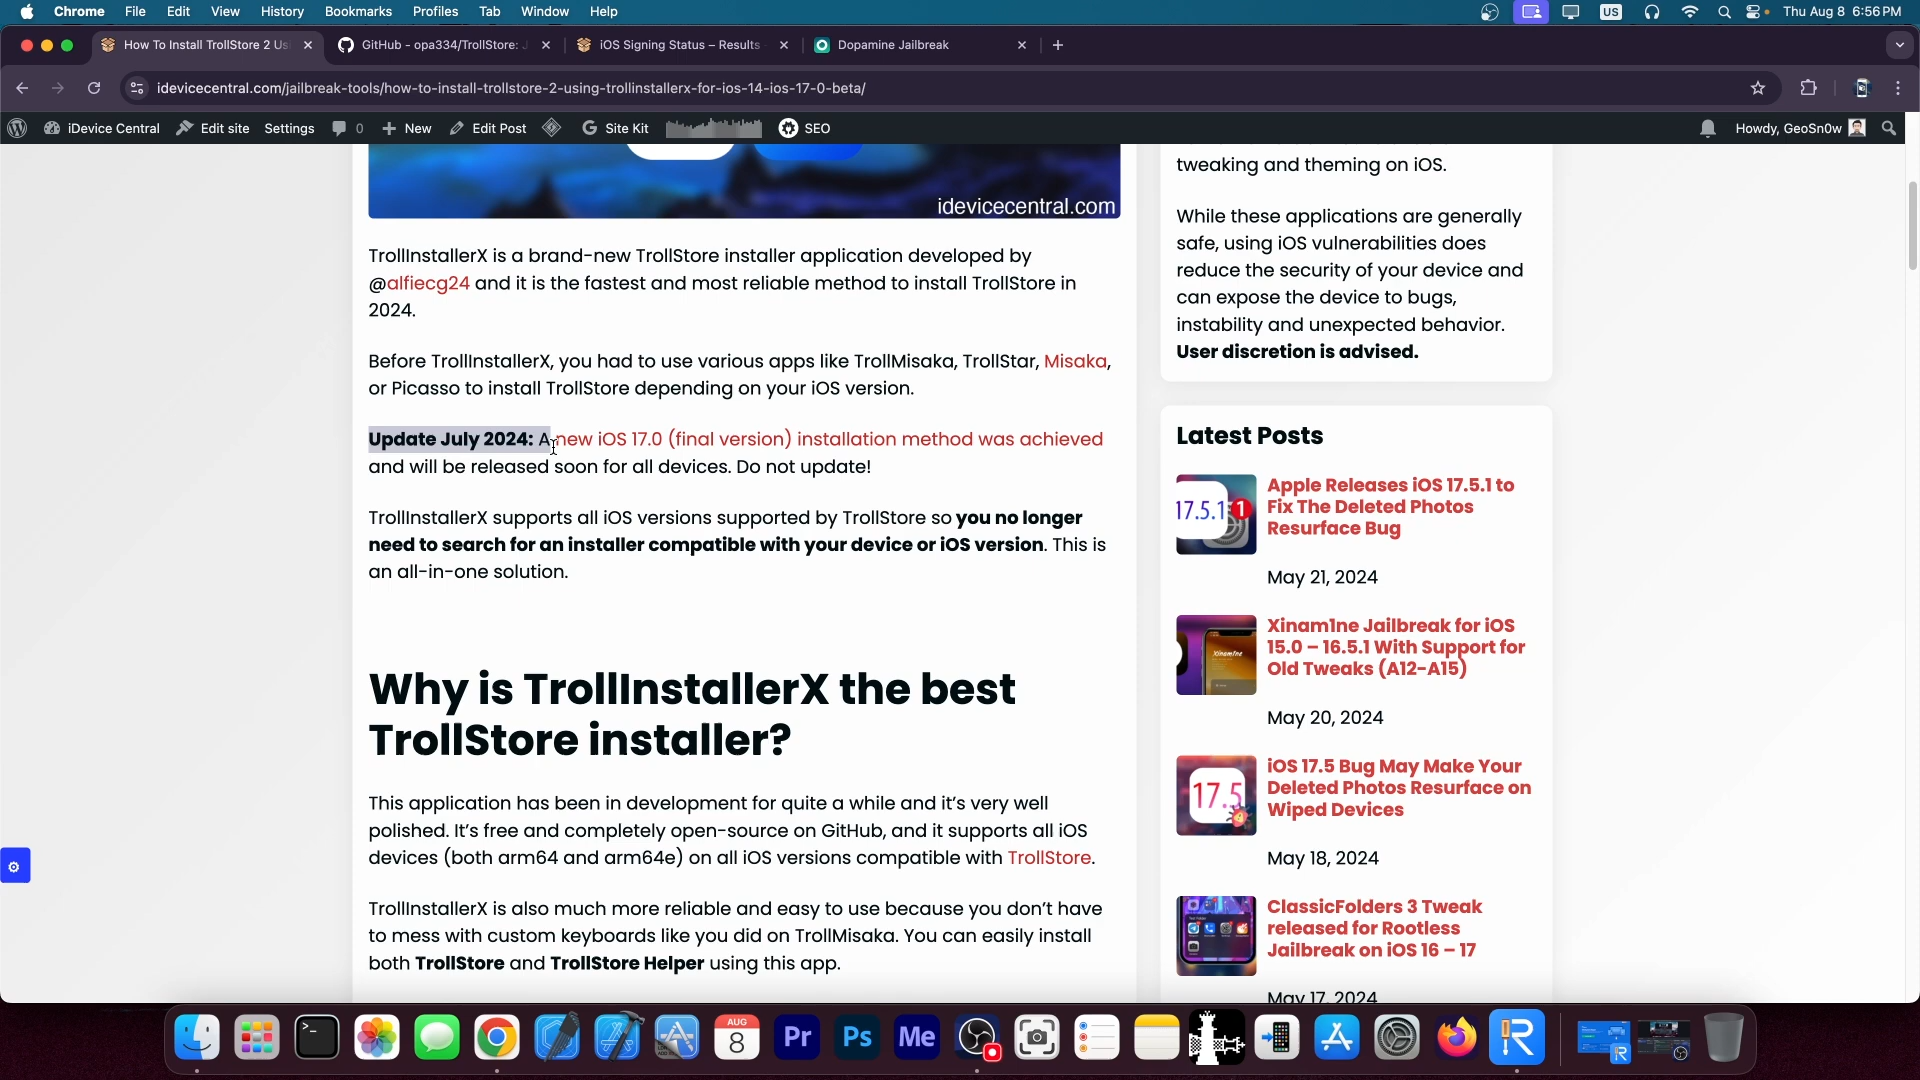 Chrome File Edit View History Bookmarks Profiles Tab Window Help US Thu Aug 8 6:56 PM
How To Install TrollStore 2 Usi GitHub - opa334/TrollStore: J iOS Signing Status – Results Dopamine Jailbreak
idevicecentral.com/jailbreak-tools/how-to-install-trollstore-2-using-trollinstallerx-for-ios-14-ios-17-0-beta/
iDevice Central Edit site Settings 0 New Edit Post Site Kit SEO Howdy, GeoSn0w
idevicecentral.com
TrollInstallerX is a brand-new TrollStore installer application developed by
@alfiecg24 and it is the fastest and most reliable method to install TrollStore in
2024.
Before TrollInstallerX, you had to use various apps like TrollMisaka, TrollStar, Misaka,
or Picasso to install TrollStore depending on your iOS version.
Update July 2024: A new iOS 17.0 (final version) installation method was achieved
and will be released soon for all devices. Do not update!
TrollInstallerX supports all iOS versions supported by TrollStore so you no longer
need to search for an installer compatible with your device or iOS version. This is
an all-in-one solution.
Why is TrollInstallerX the best
TrollStore installer?
This application has been in development for quite a while and it’s very well
polished. It’s free and completely open-source on GitHub, and it supports all iOS
devices (both arm64 and arm64e) on all iOS versions compatible with TrollStore.
TrollInstallerX is also much more reliable and easy to use because you don’t have
to mess with custom keyboards like you did on TrollMisaka. You can easily install
both TrollStore and TrollStore Helper using this app.
tweaking and theming on iOS.
While these applications are generally
safe, using iOS vulnerabilities does
reduce the security of your device and
can expose the device to bugs,
instability and unexpected behavior.
User discretion is advised.
Latest Posts
17.5.1 1
Apple Releases iOS 17.5.1 to
Fix The Deleted Photos
Resurface Bug
May 21, 2024
Xinam1ne
Xinam1ne Jailbreak for iOS
15.0 – 16.5.1 With Support for
Old Tweaks (A12-A15)
May 20, 2024
17.5
iOS 17.5 Bug May Make Your
Deleted Photos Resurface on
Wiped Devices
May 18, 2024
ClassicFolders 3 Tweak
released for Rootless
Jailbreak on iOS 16 – 17
May 17, 2024
AUG
8
Pr Ps Me